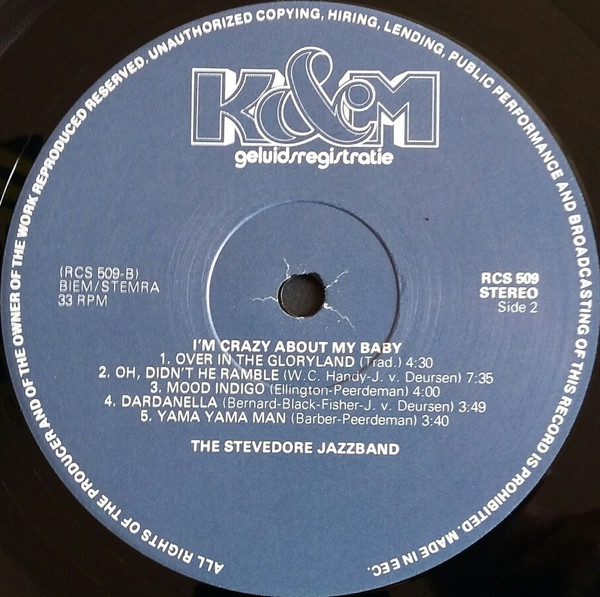 ALL RIGHTS OF THE PRODUCER AND OF THE OWNER OF THE WORK REPRODUCED RESERVED. UNAUTHORIZED COPYING, HIRING, LENDING, PUBLIC PERFORMANCE AND BROADCASTING OF THIS RECORD IS PROHIBITED. MADE IN EEC.
K&M
geluidsregistratie
(RCS 509-B)
BIEM/STEMRA
33 RPM
RCS 509
STEREO
Side 2
I'M CRAZY ABOUT MY BABY
1. OVER IN THE GLORYLAND (Trad.) 4:30
2. OH, DIDN'T HE RAMBLE (W.C. Handy-J. v. Deursen) 7:35
3. MOOD INDIGO (Ellington-Peerdeman) 4:00
4. DARDANELLA (Bernard-Black-Fisher-J. v. Deursen) 3:49
5. YAMA YAMA MAN (Barber-Peerdeman) 3:40
THE STEVEDORE JAZZBAND